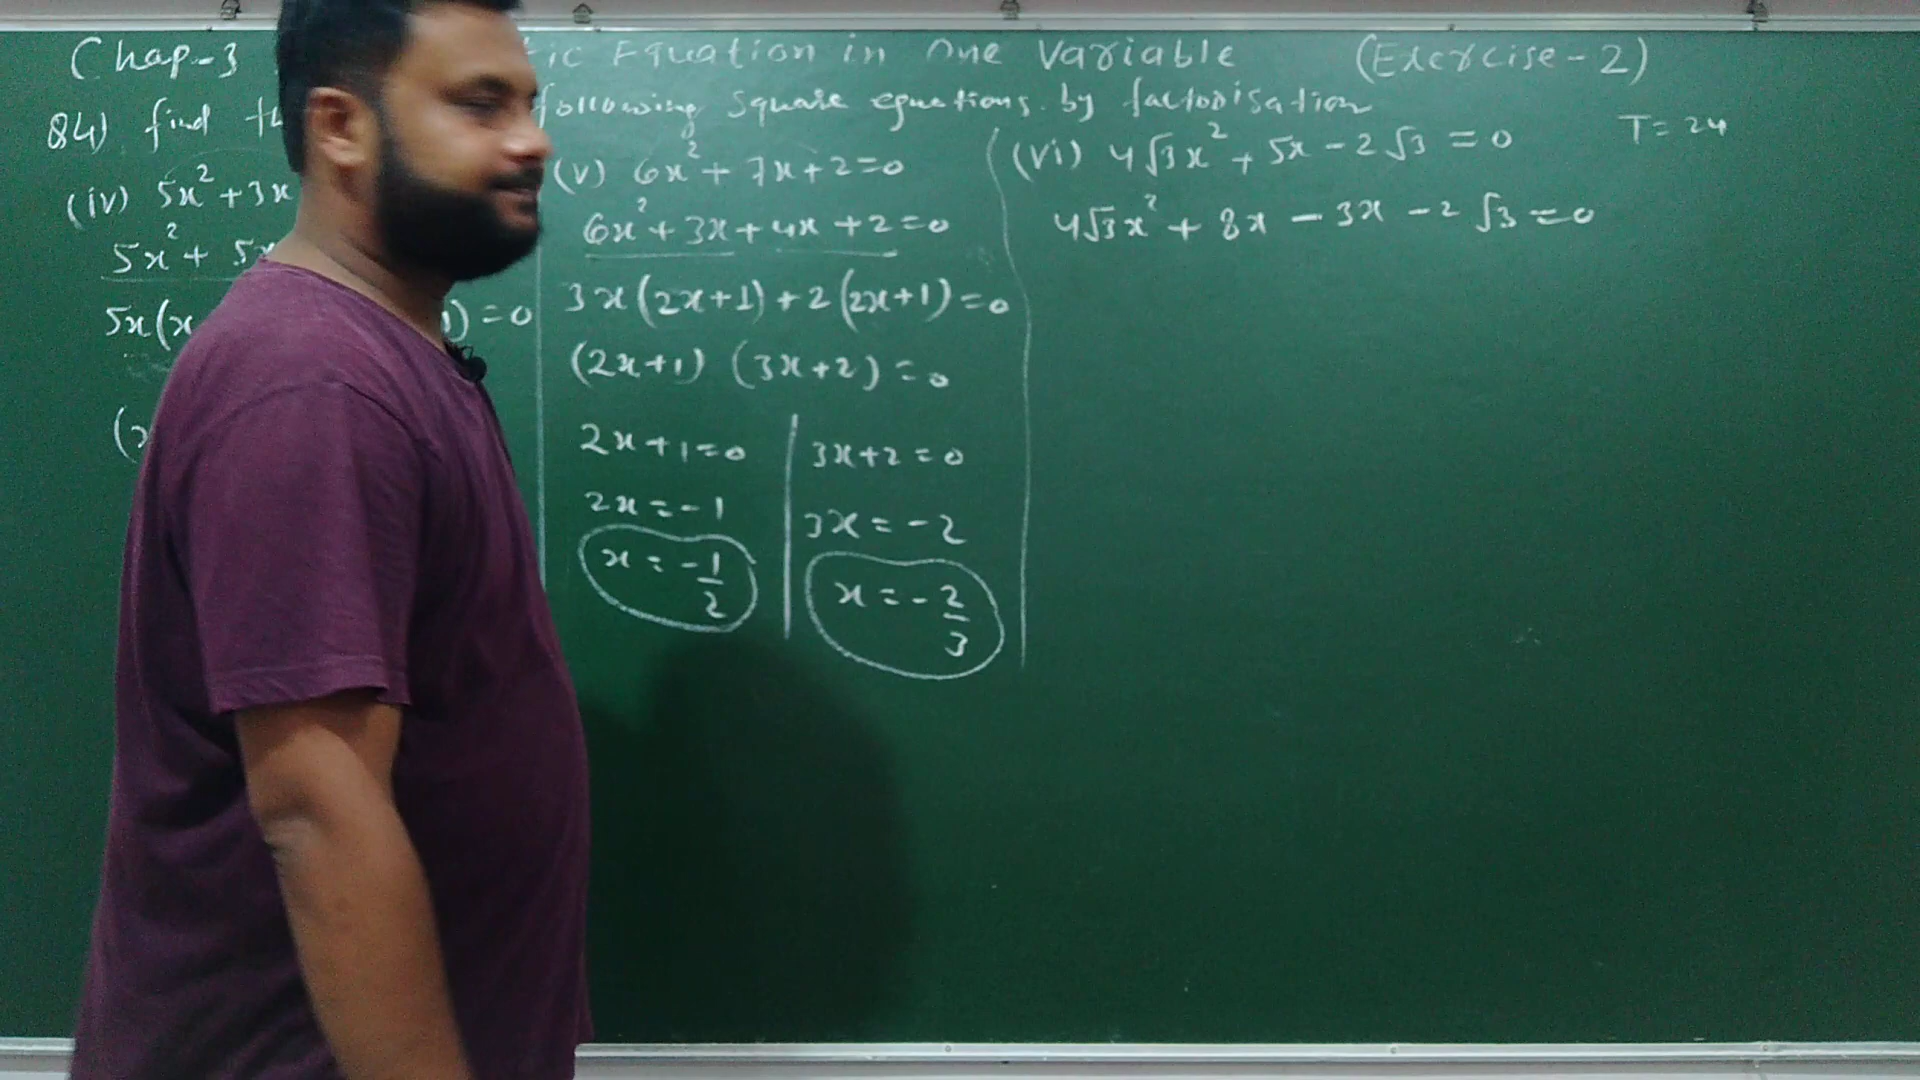 Chap-3 ic Equation in One Variable (Exercise-2)
Q4) find following square equations by factorisation
T=24
(iv) 5x²+3x
5x²+ 5x
5x(x 1)=0
(v) 6x²+7x+2=0
6x²+3x+4x+2=0
3x(2x+1)+2(2x+1)=0
(2x+1) (3x+2)=0
2x+1=0
2x=-1
x=-1/2
3x+2=0
3x=-2
x=-2/3
(vi) 4√3x²+5x-2√3=0
4√3x²+8x-3x-2√3=0